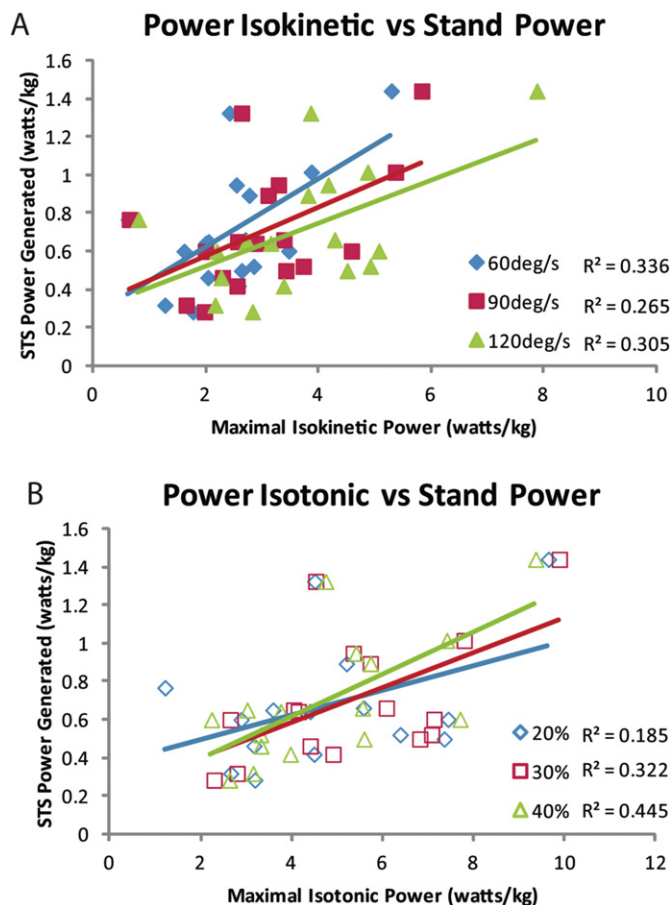 A
Power Isokinetic vs Stand Power
STS Power Generated (watts/kg)
1.6
1.4
1.2
1
0.8
0.6
0.4
0.2
0
60deg/s R² = 0.336
90deg/s R² = 0.265
120deg/s R² = 0.305
0 2 4 6 8 10
Maximal Isokinetic Power (watts/kg)
B
Power Isotonic vs Stand Power
STS Power Generated (watts/kg)
1.6
1.4
1.2
1
0.8
0.6
0.4
0.2
0
20% R² = 0.185
30% R² = 0.322
40% R² = 0.445
0 2 4 6 8 10 12
Maximal Isotonic Power (watts/kg)